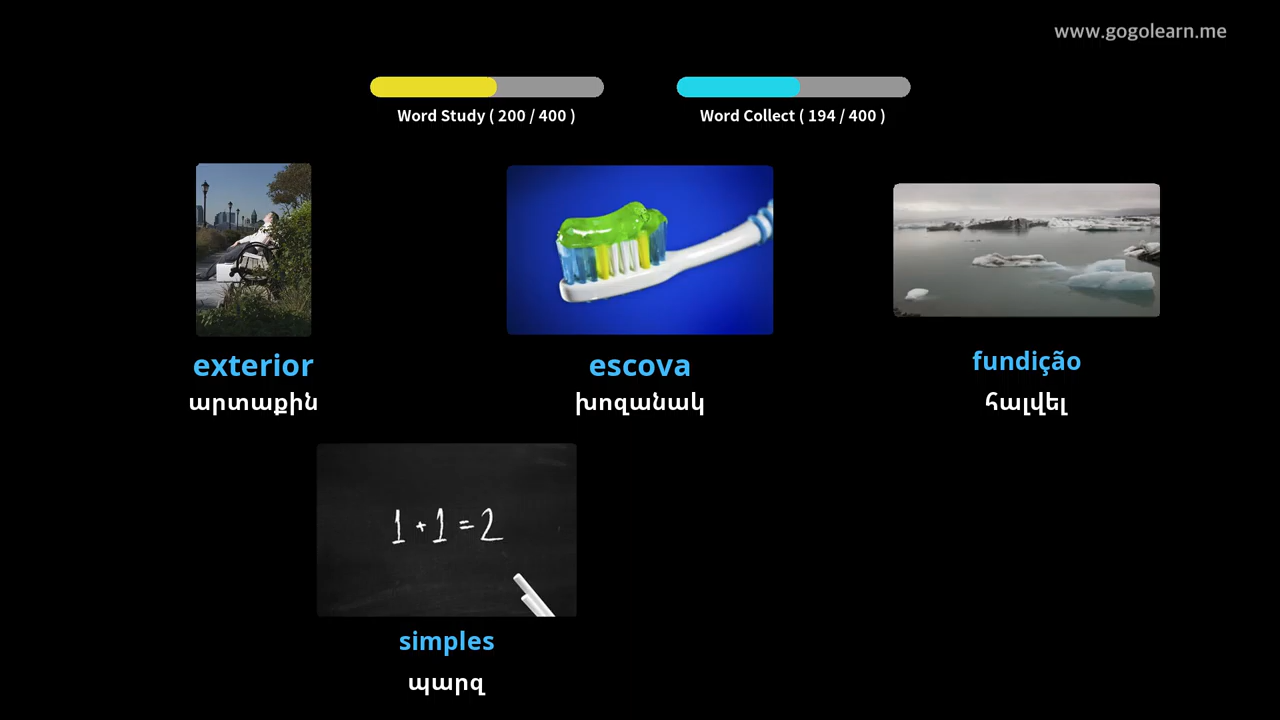 www.gogolearn.me
Word Study ( 200 / 400 )
Word Collect ( 194 / 400 )
exterior
արտաքին
escova
խոզանակ
fundição
հալվել
1 + 1 = 2
simples
պարզ